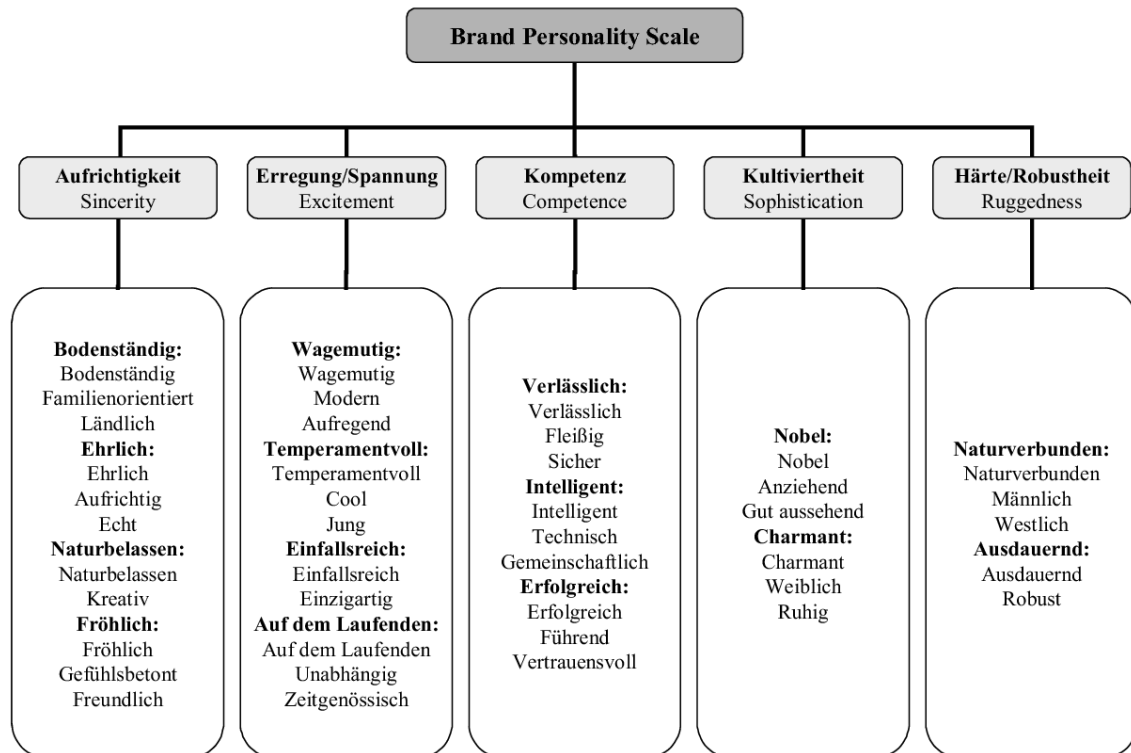 Brand Personality Scale
Aufrichtigkeit
Sincerity
Erregung/Spannung
Excitement
Kompetenz
Competence
Kultiviertheit
Sophistication
Härte/Robustheit
Ruggedness
Bodenständig:
Bodenständig
Familienorientiert
Ländlich
Ehrlich:
Ehrlich
Aufrichtig
Echt
Naturbelassen:
Naturbelassen
Kreativ
Fröhlich:
Fröhlich
Gefühlsbetont
Freundlich
Wagemutig:
Wagemutig
Modern
Aufregend
Temperamentvoll:
Temperamentvoll
Cool
Jung
Einfallsreich:
Einfallsreich
Einzigartig
Auf dem Laufenden:
Auf dem Laufenden
Unabhängig
Zeitgenössisch
Verlässlich:
Verlässlich
Fleißig
Sicher
Intelligent:
Intelligent
Technisch
Gemeinschaftlich
Erfolgreich:
Erfolgreich
Führend
Vertrauensvoll
Nobel:
Nobel
Anziehend
Gut aussehend
Charmant:
Charmant
Weiblich
Ruhig
Naturverbunden:
Naturverbunden
Männlich
Westlich
Ausdauernd:
Ausdauernd
Robust